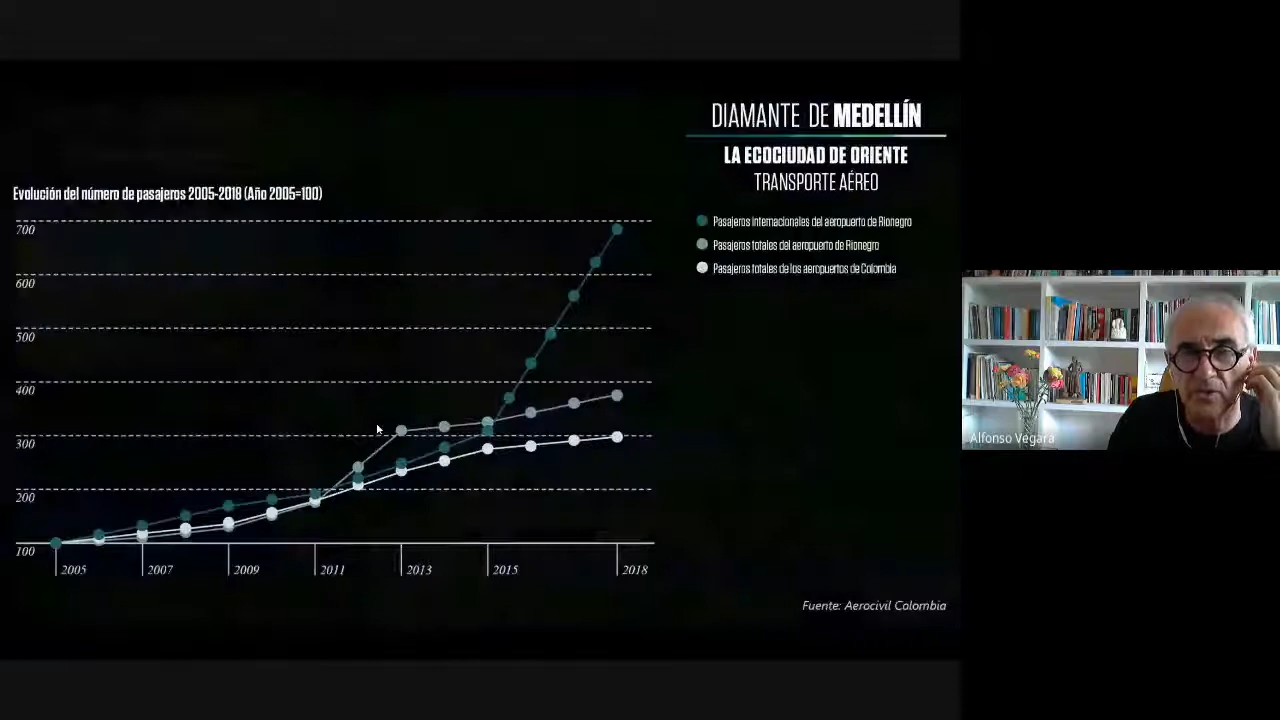 DIAMANTE DE MEDELLÍN
LA ECOCIUDAD DE ORIENTE
TRANSPORTE AÉREO
Evolución del número de pasajeros 2005-2018 (Año 2005=100)
Pasajeros internacionales del aeropuerto de Rionegro
Pasajeros totales del aeropuerto de Rionegro
Pasajeros totales de los aeropuertos de Colombia
700
600
500
400
300
200
100
2005 2007 2009 2011 2013 2015 2018
Fuente: Aerocivil Colombia
Alfonso Vegara